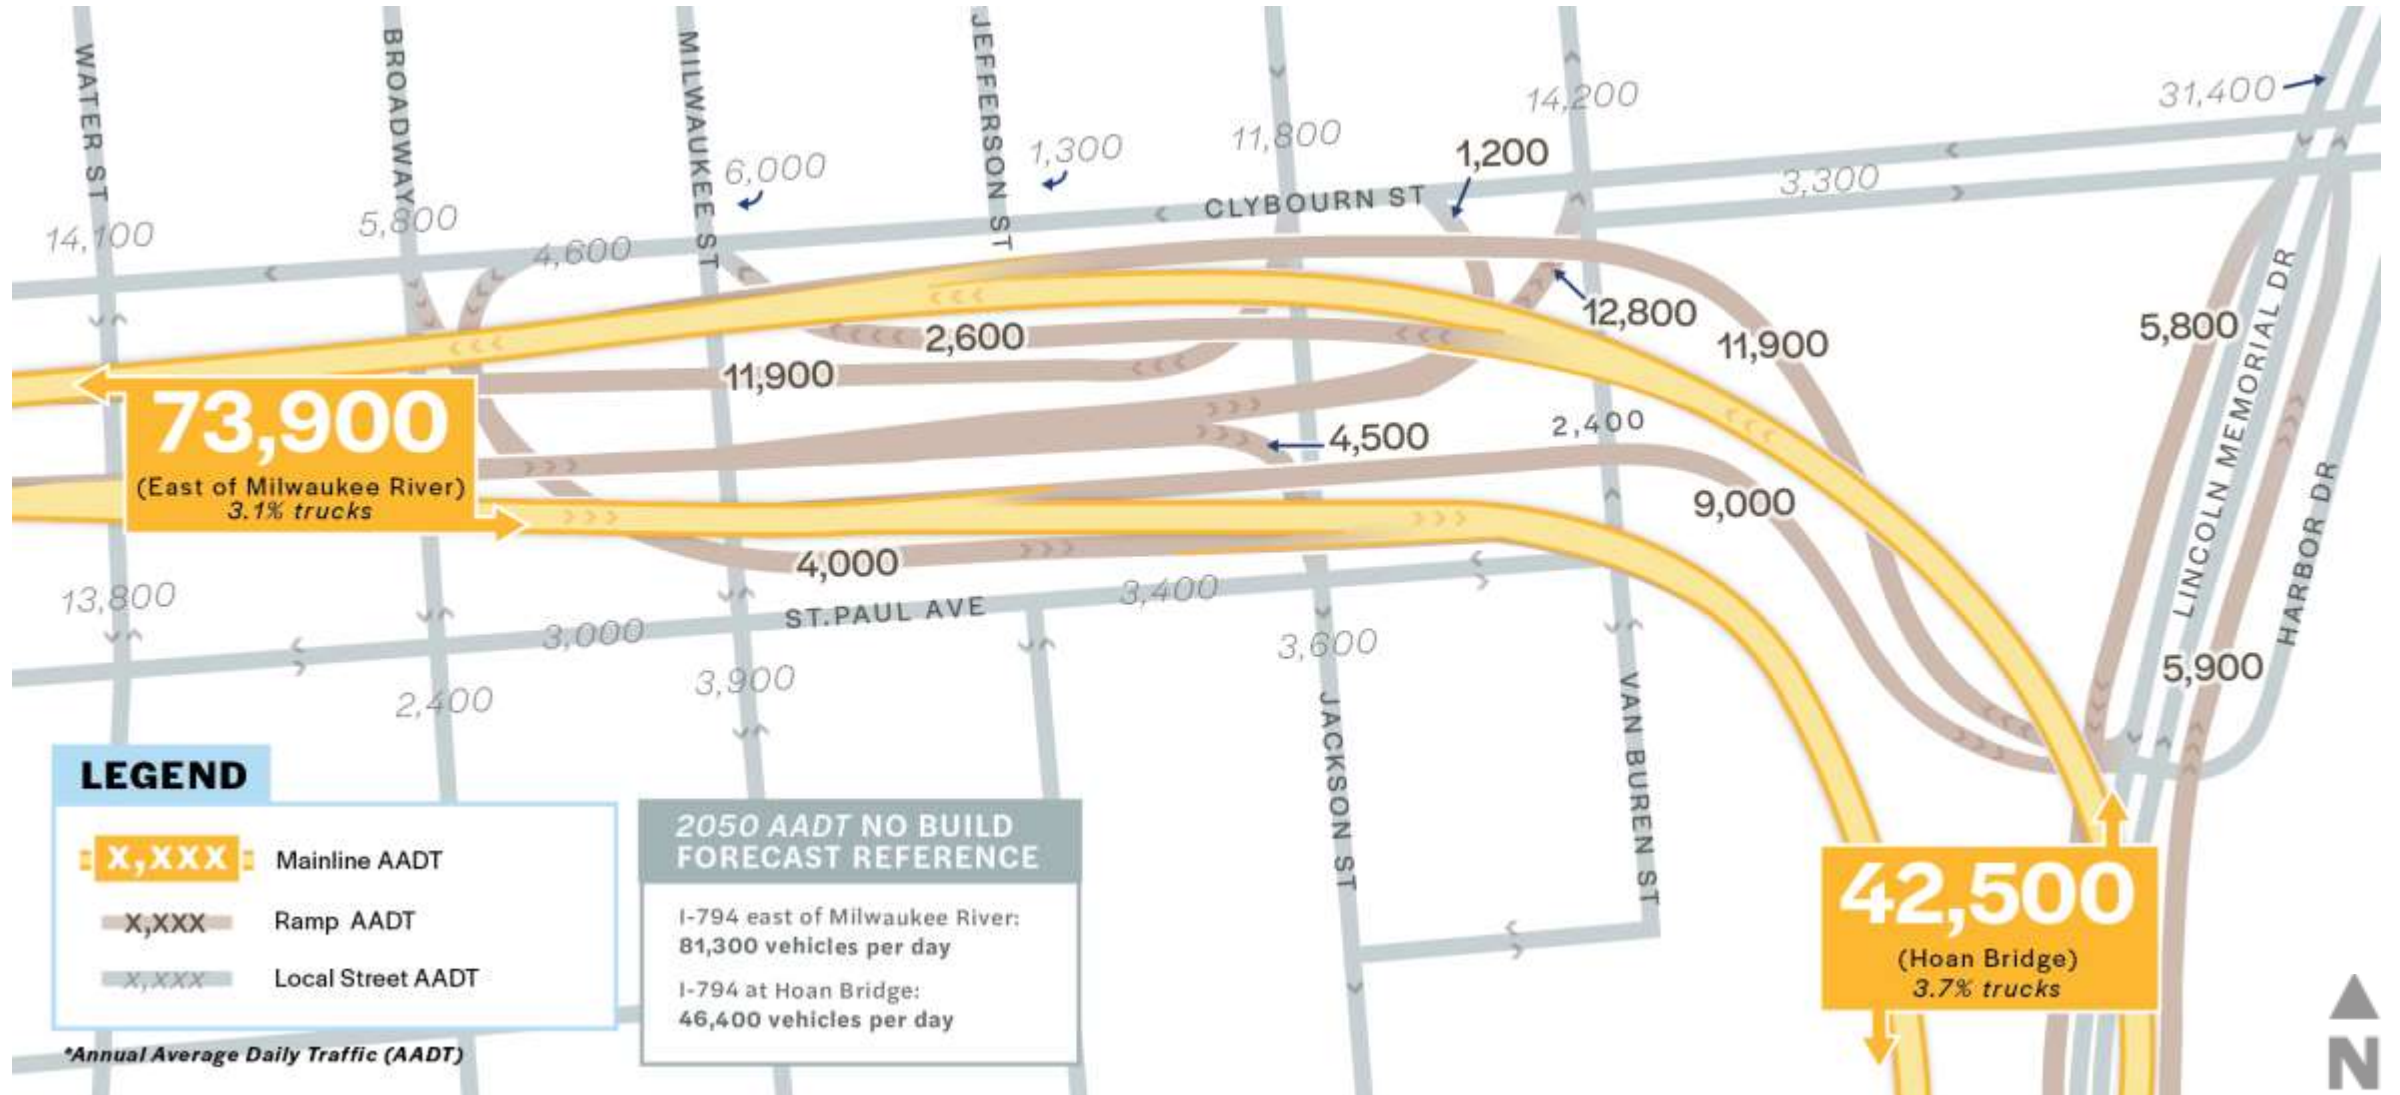 WATER ST
BROADWAY
MILWAUKEE ST
JEFFERSON ST
14,200
31,400
11,800
1,300
1,200
6,000
3,300
CLYBOURN ST
5,800
14,100
4,600
12,800
2,600
11,900
5,800
11,900
73,900
(East of Milwaukee River)
3.1% trucks
2,400
4,500
9,000
LINCOLN MEMORIAL DR
HARBOR DR
4,000
13,800
3,400
ST.PAUL AVE
3,000
3,600
5,900
3,900
2,400
JACKSON ST
VAN BUREN ST
LEGEND
X,XXX Mainline AADT
X,XXX Ramp AADT
X,XXX Local Street AADT
*Annual Average Daily Traffic (AADT)
2050 AADT NO BUILD
FORECAST REFERENCE
I-794 east of Milwaukee River:
81,300 vehicles per day
I-794 at Hoan Bridge:
46,400 vehicles per day
42,500
(Hoan Bridge)
3.7% trucks
N